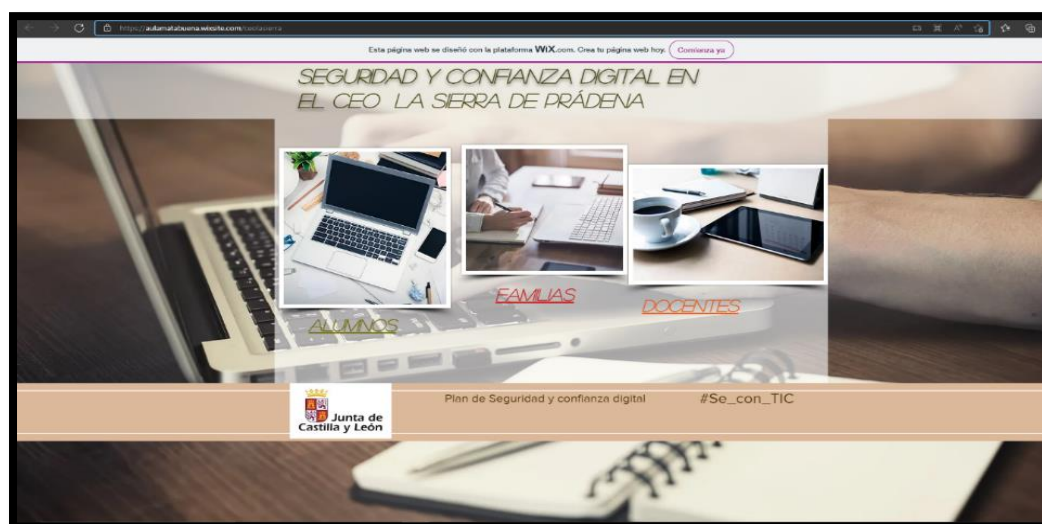 https://aulamatabuena.wixsite.com/ceolasierra
Esta página web se diseñó con la plataforma WiX.com. Crea tu página web hoy. Comienza ya
SEGURIDAD Y CONFIANZA DIGITAL EN
EL CEO LA SIERRA DE PRÁDENA
FAMILIAS
DOCENTES
ALUMNOS
Plan de Seguridad y confianza digital #Se_con_TIC
Junta de
Castilla y León